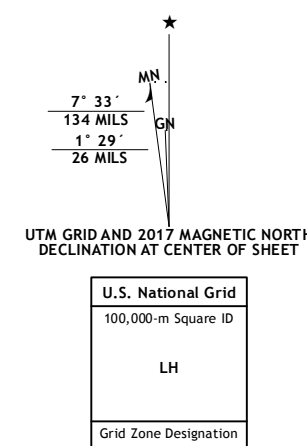 ★
MN
7° 33´
134 MILS
GN
1° 29´
26 MILS
UTM GRID AND 2017 MAGNETIC NORTH
DECLINATION AT CENTER OF SHEET
U.S. National Grid
100,000-m Square ID
LH
Grid Zone Designation